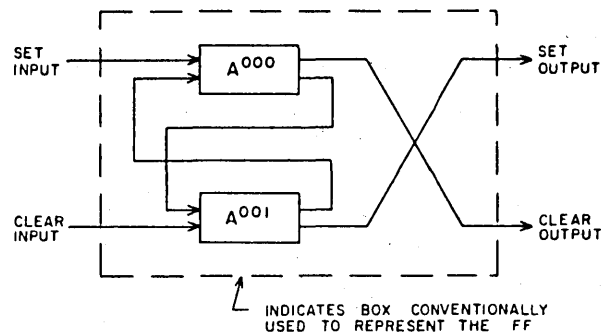 SET
INPUT
A000
SET
OUTPUT
CLEAR
INPUT
A001
CLEAR
OUTPUT
INDICATES BOX CONVENTIONALLY
USED TO REPRESENT THE FF